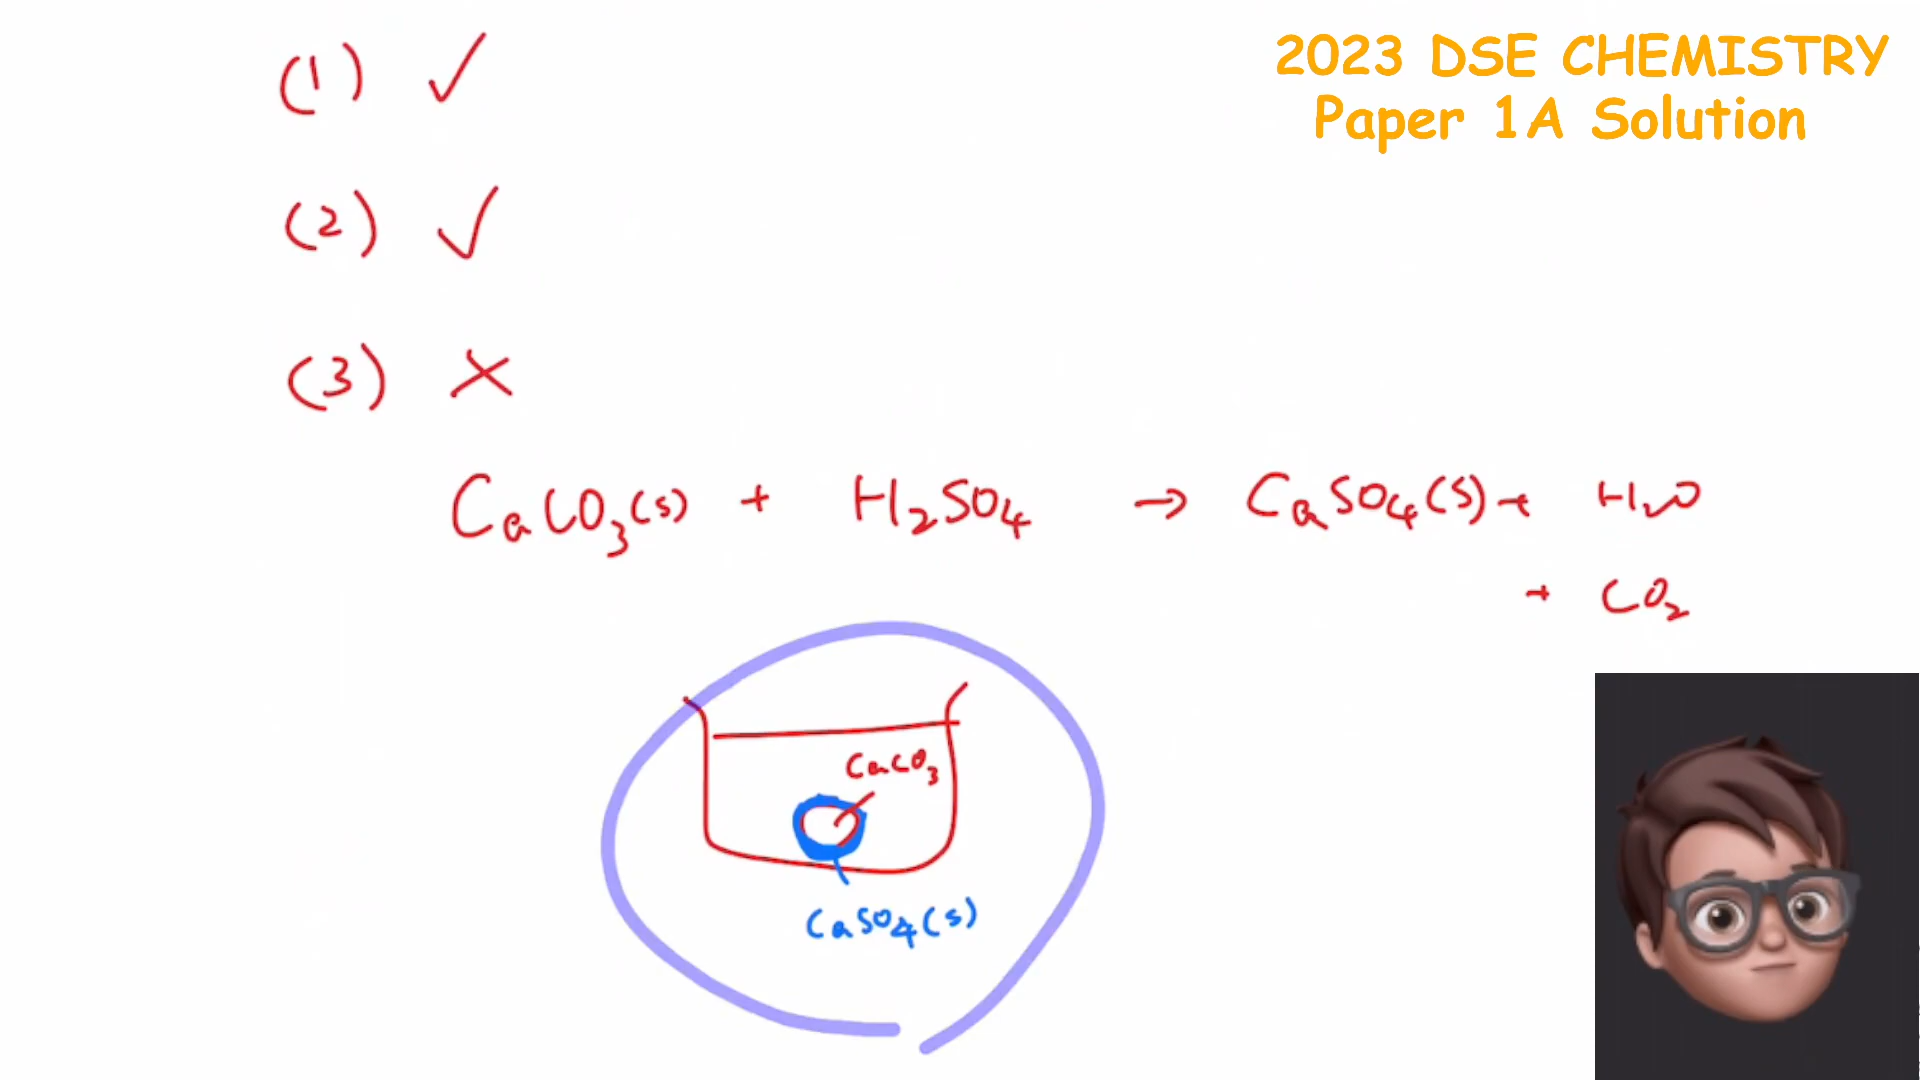 2023 DSE CHEMISTRY
Paper 1A Solution
(1) ✓
(2) ✓
(3) ✗
CaCO₃(s) + H₂SO₄ → CaSO₄(s) + H₂O
+ CO₂
CaCO₃
CaSO₄(s)